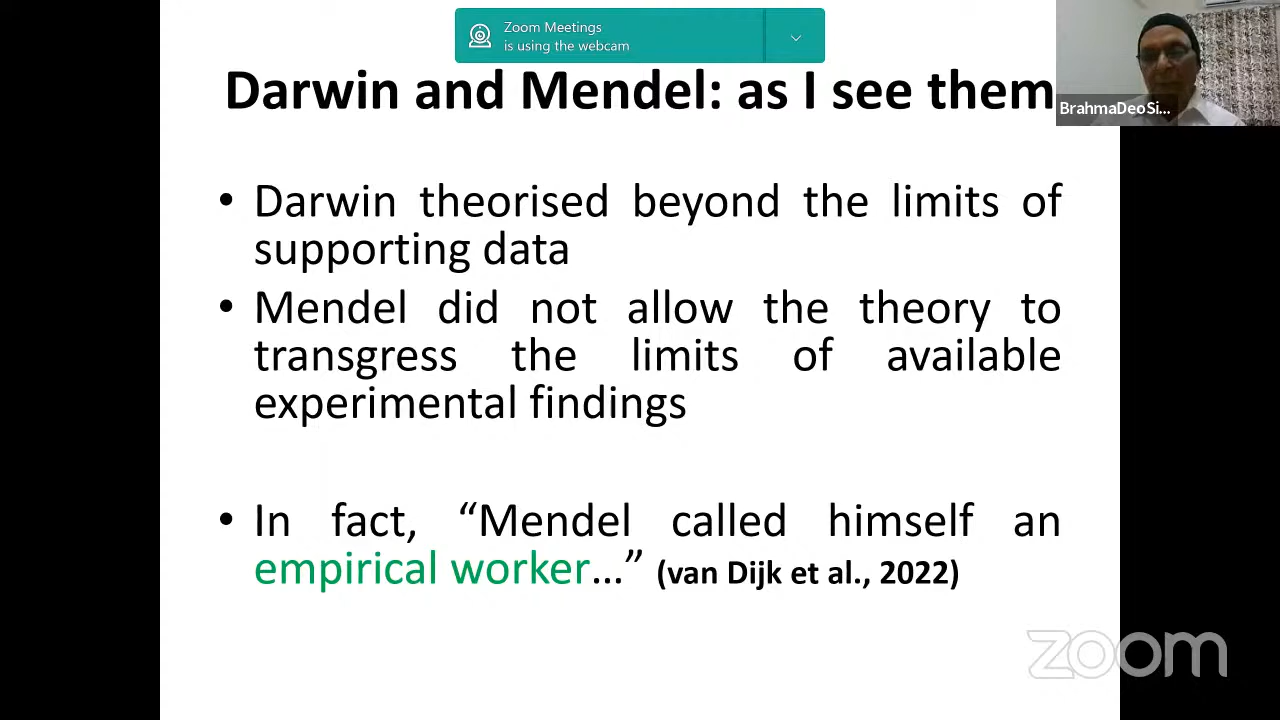 Zoom Meetings
is using the webcam
Darwin and Mendel: as I see them
BrahmaDeoSi...
• Darwin theorised beyond the limits of
supporting data
• Mendel did not allow the theory to
transgress the limits of available
experimental findings
• In fact, “Mendel called himself an
empirical worker…” (van Dijk et al., 2022)
zoom